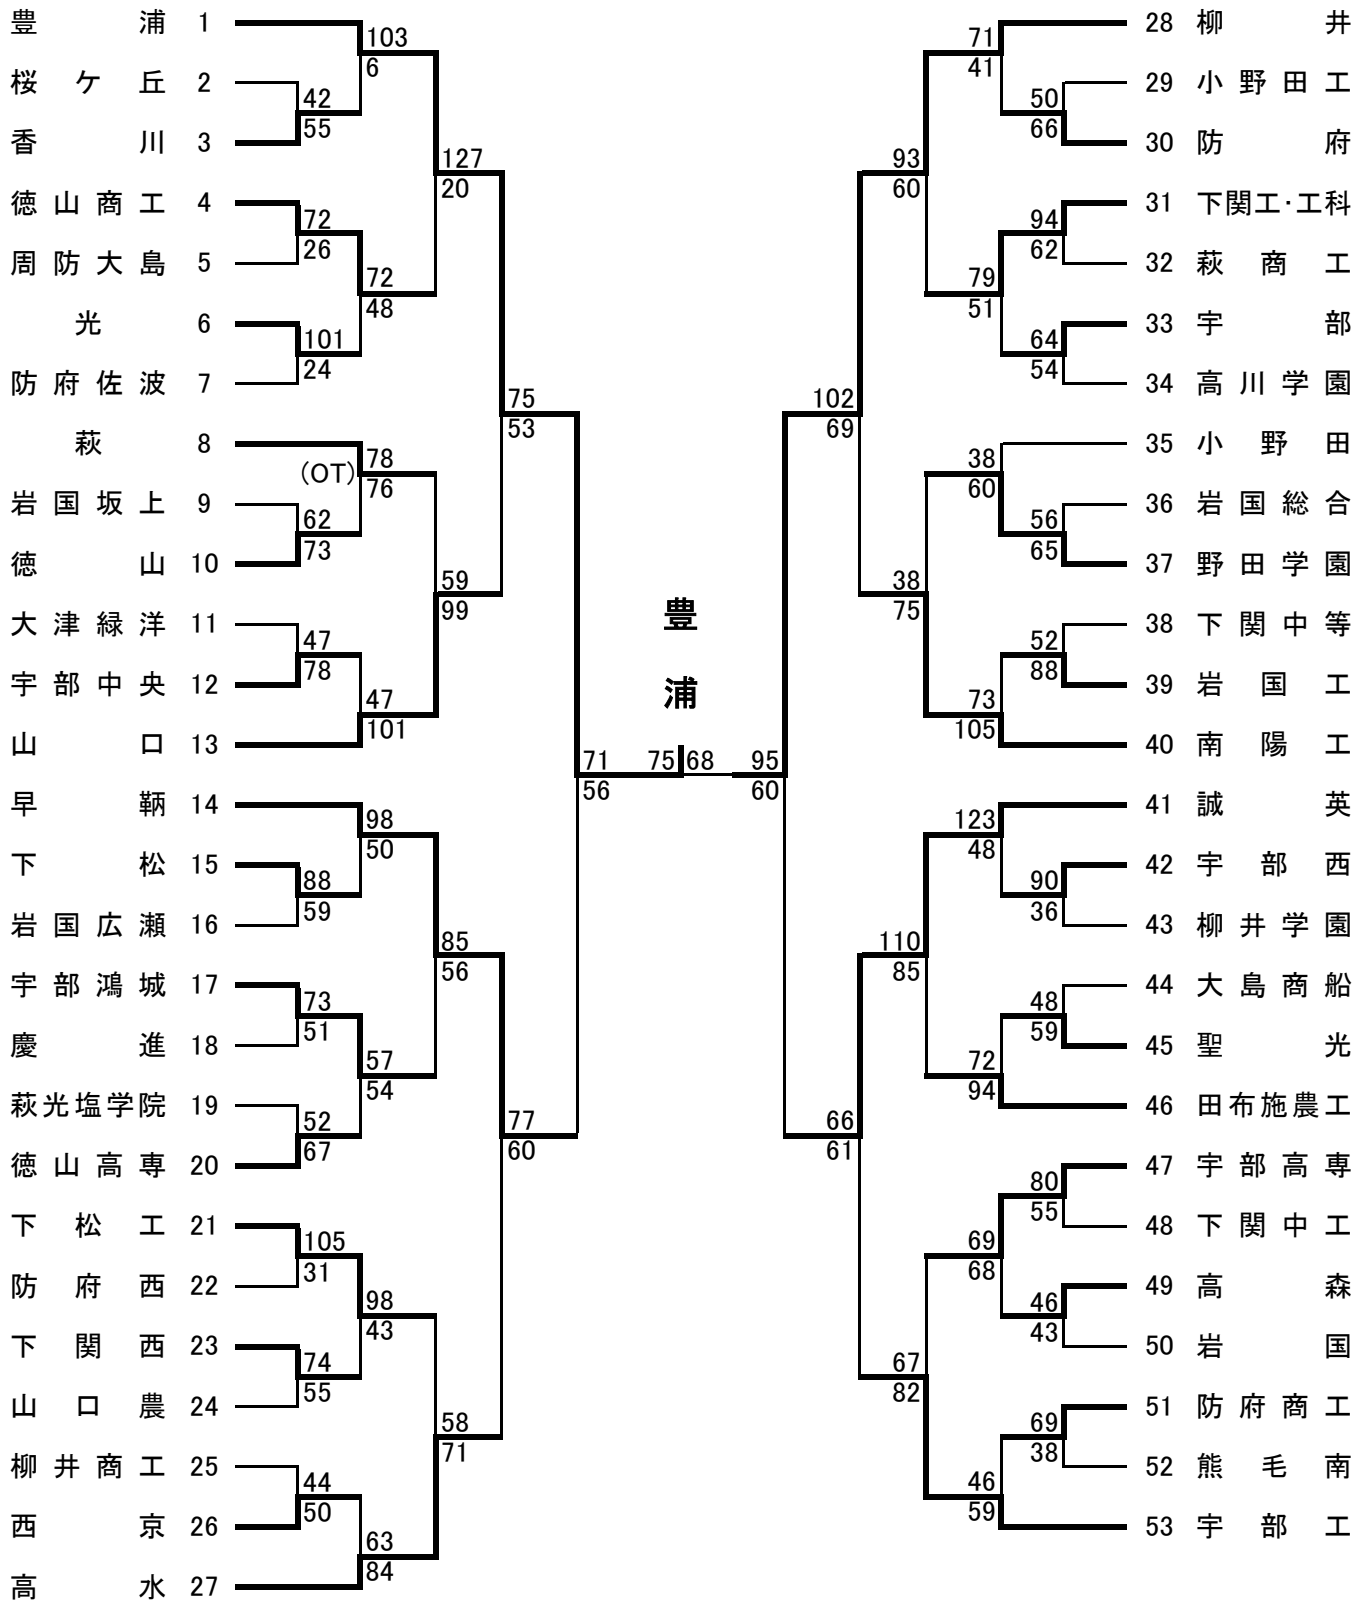 豊浦 1
103
6
桜ケ丘 2
42
55
香川 3
127
20
徳山商工 4
72
26
周防大島 5
72
48
光 6
101
24
防府佐波 7
75
53
萩 8
78
(OT)
76
岩国坂上 9
62
73
徳山 10
59
99
大津緑洋 11
47
78
宇部中央 12
47
101
山口 13
71
56
早鞆 14
98
50
下松 15
88
59
岩国広瀬 16
85
56
宇部鴻城 17
73
51
慶進 18
57
54
萩光塩学院 19
52
67
徳山高専 20
77
60
下松工 21
105
31
防府西 22
98
43
下関西 23
74
55
山口農 24
58
71
柳井商工 25
44
50
西京 26
63
84
高水 27
豊浦
75 68
28 柳井
71
41
29 小野田工
50
66
30 防府
93
60
31 下関工・工科
94
62
32 萩商工
79
51
33 宇部
64
54
34 高川学園
102
69
35 小野田
38
60
36 岩国総合
56
65
37 野田学園
38
75
38 下関中等
52
88
39 岩国工
73
105
40 南陽工
95
60
41 誠英
123
48
42 宇部西
90
36
43 柳井学園
110
85
44 大島商船
48
59
45 聖光
72
94
46 田布施農工
66
61
47 宇部高専
80
55
48 下関中工
69
68
49 高森
46
43
50 岩国
67
82
51 防府商工
69
38
52 熊毛南
46
59
53 宇部工